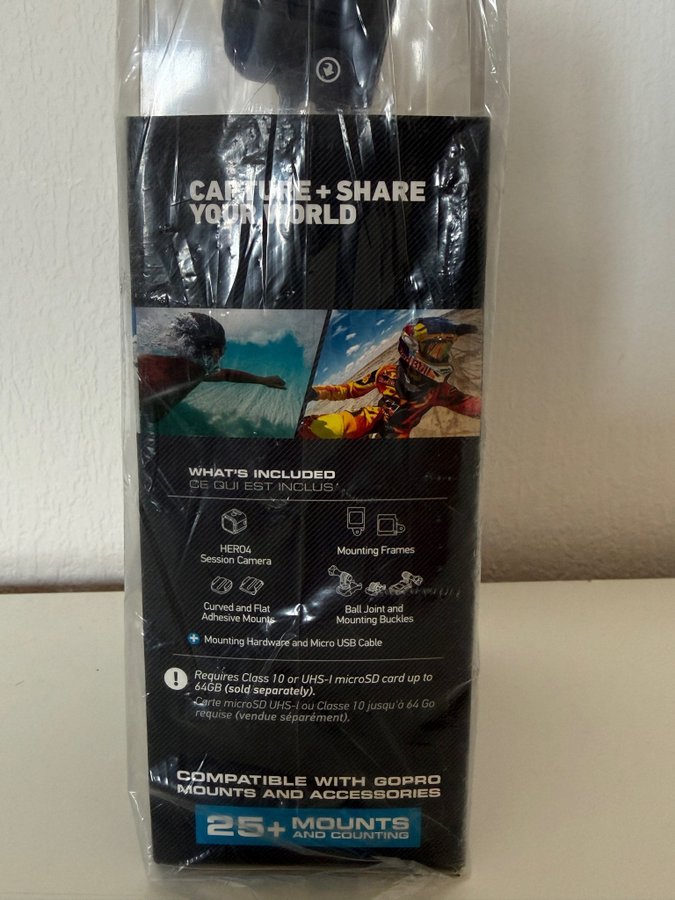 CAPTURE + SHARE
YOUR WORLD
WHAT'S INCLUDED
CE QUI EST INCLUS
HERO4
Session Camera
Mounting Frames
Curved and Flat
Adhesive Mounts
Ball Joint and
Mounting Buckles
+ Mounting Hardware and Micro USB Cable
! Requires Class 10 or UHS-I microSD card up to
64GB (sold separately).
Carte microSD UHS-I ou Classe 10 jusqu'à 64 Go
requise (vendue séparément).
COMPATIBLE WITH GOPRO
MOUNTS AND ACCESSORIES
25+ MOUNTS
AND COUNTING